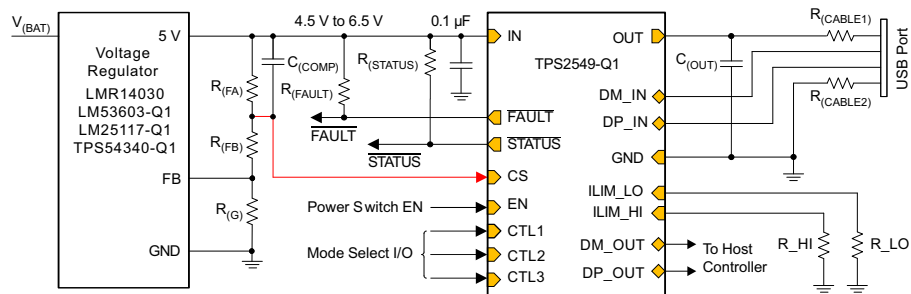 V(BAT)
Voltage
Regulator
LMR14030
LM53603-Q1
LM25117-Q1
TPS54340-Q1
5 V
FB
GND
4.5 V to 6.5 V
0.1 µF
R(FA)
C(COMP)
R(FAULT)
R(STATUS)
R(FB)
R(G)
FAULT
STATUS
Power Switch EN
Mode Select I/O
IN
TPS2549-Q1
FAULT
STATUS
CS
EN
CTL1
CTL2
CTL3
OUT
DM_IN
DP_IN
GND
ILIM_LO
ILIM_HI
DM_OUT
DP_OUT
C(OUT)
R(CABLE1)
R(CABLE2)
USB Port
To Host
Controller
R_HI
R_LO